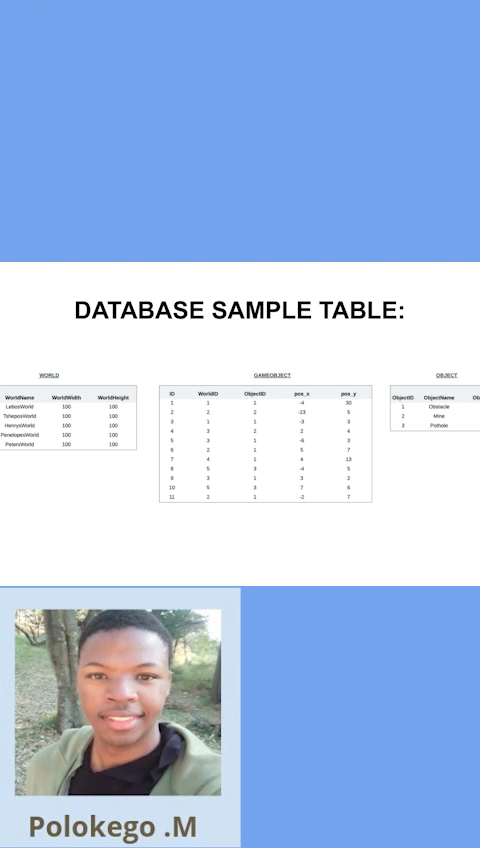 DATABASE SAMPLE TABLE:
WORLD GAMEOBJECT OBJECT
WorldName WorldWidth WorldHeight
LebosWorld 100 100
TsheposWorld 100 100
HenrysWorld 100 100
PenelopesWorld 100 100
PetersWorld 100 100
ID WorldID ObjectID pos_x pos_y
1 1 1 -4 30
2 2 2 -23 5
3 1 1 -3 3
4 3 2 2 4
5 3 1 -6 3
6 2 1 5 7
7 4 1 4 13
8 5 3 -4 5
9 3 1 3 2
10 5 3 7 6
11 2 1 -2 7
ObjectID ObjectName Ob
1 Obstacle
2 Mine
3 Pothole
Polokego .M